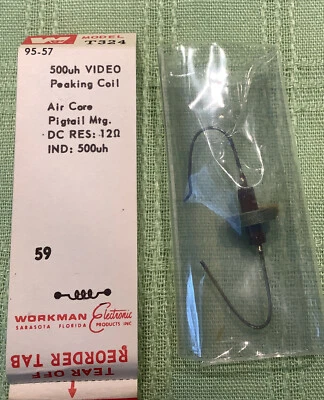 MODEL
T324
95-57
500uh VIDEO
Peaking Coil
Air Core
Pigtail Mtg.
DC RES: 12Ω
IND: 500uh
59
WORKMAN Electronic
SARASOTA FLORIDA PRODUCTS INC
REORDER TAB
TEAR OFF